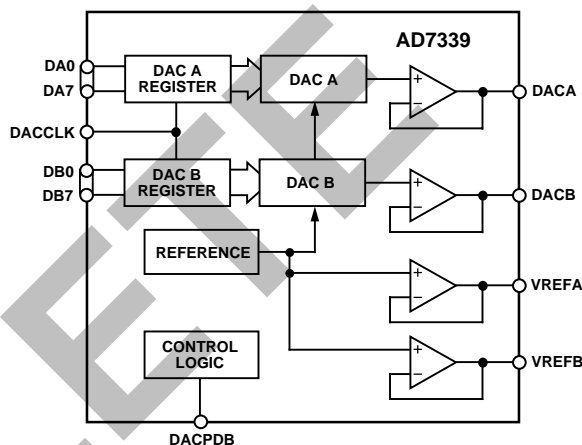 AD7339
DA0
DA7
DAC A
REGISTER
DAC A
DACA
DACCLK
DB0
DB7
DAC B
REGISTER
DAC B
DACB
REFERENCE
VREFA
CONTROL
LOGIC
VREFB
DACPDB
ETE